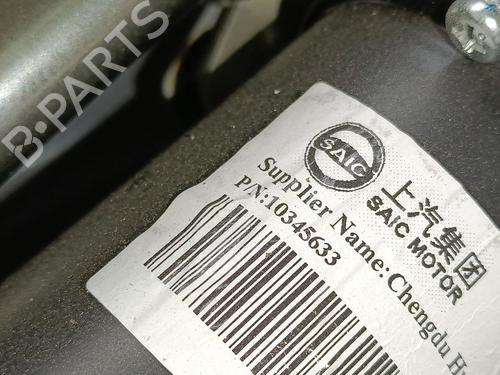 B-PARTS
SAIC
上汽集团
SAIC MOTOR
Supplier Name: Chengdu
P/N:10345633